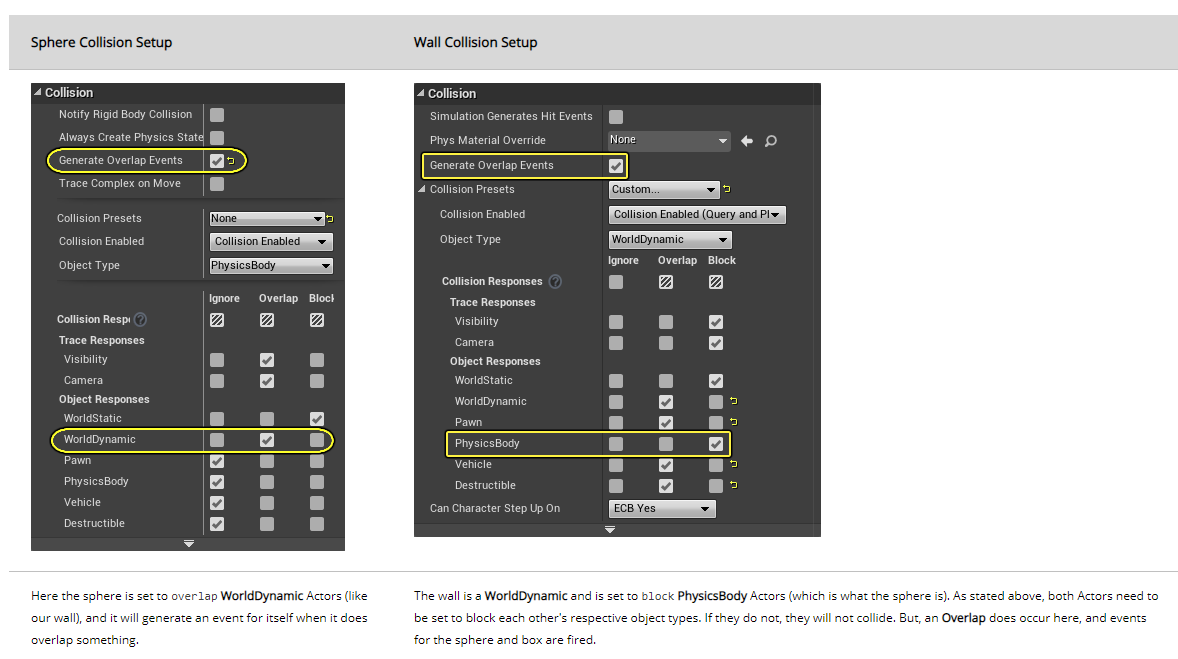 Sphere Collision Setup
Wall Collision Setup
Collision
Notify Rigid Body Collision
Always Create Physics State
Generate Overlap Events
Trace Complex on Move
Collision Presets None
Collision Enabled Collision Enabled
Object Type PhysicsBody
Ignore Overlap Block
Collision Respo
Trace Responses
Visibility
Camera
Object Responses
WorldStatic
WorldDynamic
Pawn
PhysicsBody
Vehicle
Destructible
Collision
Simulation Generates Hit Events
Phys Material Override None
Generate Overlap Events
Collision Presets Custom...
Collision Enabled Collision Enabled (Query and Pl
Object Type WorldDynamic
Ignore Overlap Block
Collision Responses ?
Trace Responses
Visibility
Camera
Object Responses
WorldStatic
WorldDynamic
Pawn
PhysicsBody
Vehicle
Destructible
Can Character Step Up On ECB Yes
Here the sphere is set to overlap WorldDynamic Actors (like
our wall), and it will generate an event for itself when it does
overlap something.
The wall is a WorldDynamic and is set to block PhysicsBody Actors (which is what the sphere is). As stated above, both Actors need to
be set to block each other's respective object types. If they do not, they will not collide. But, an Overlap does occur here, and events
for the sphere and box are fired.